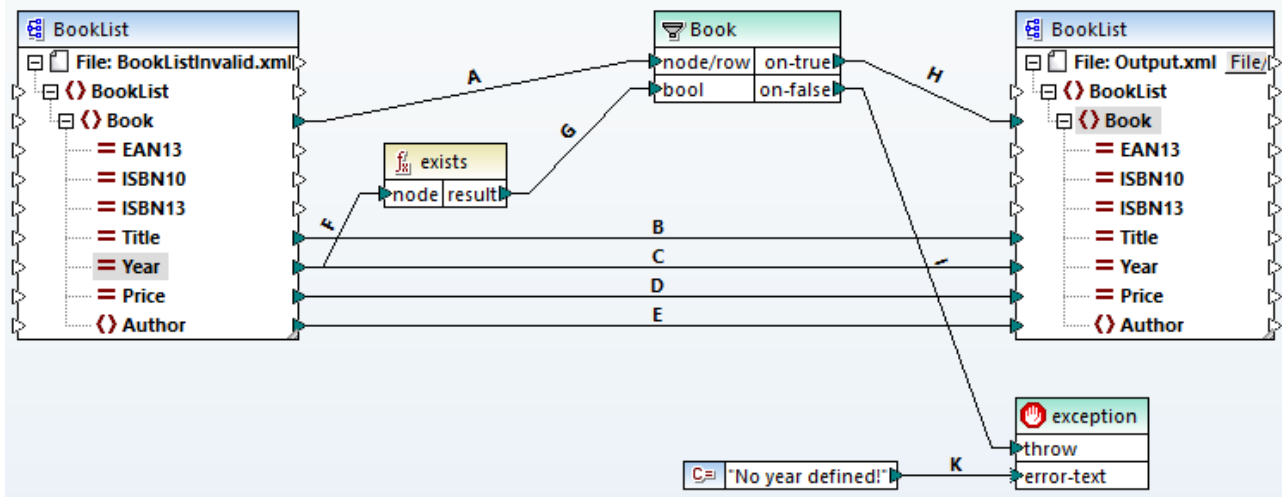 BookList
File: BookListInvalid.xml
BookList
Book
EAN13
ISBN10
ISBN13
Title
Year
Price
Author
A
Book
node/row on-true
bool on-false
G
exists
node result
F
B
C
D
E
H
I
BookList
File: Output.xml File/
BookList
Book
EAN13
ISBN10
ISBN13
Title
Year
Price
Author
exception
throw
error-text
C= "No year defined!"
K